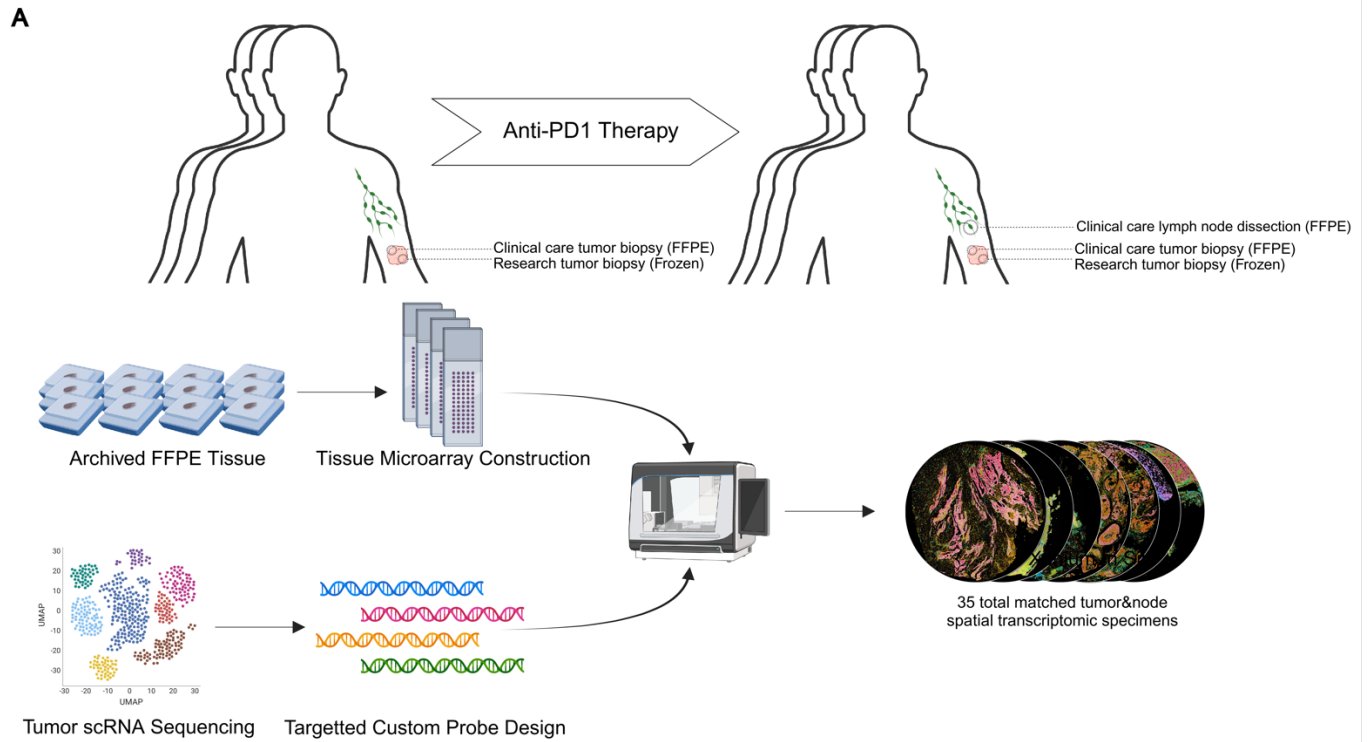 A
Anti-PD1 Therapy
Clinical care tumor biopsy (FFPE)
Research tumor biopsy (Frozen)
Clinical care lymph node dissection (FFPE)
Clinical care tumor biopsy (FFPE)
Research tumor biopsy (Frozen)
Archived FFPE Tissue
Tissue Microarray Construction
35 total matched tumor&node
spatial transcriptomic specimens
UMAP
30
20
10
0
-10
-20
-30
-30 -20 -10 0 10 20 30
UMAP
Tumor scRNA Sequencing
Targetted Custom Probe Design